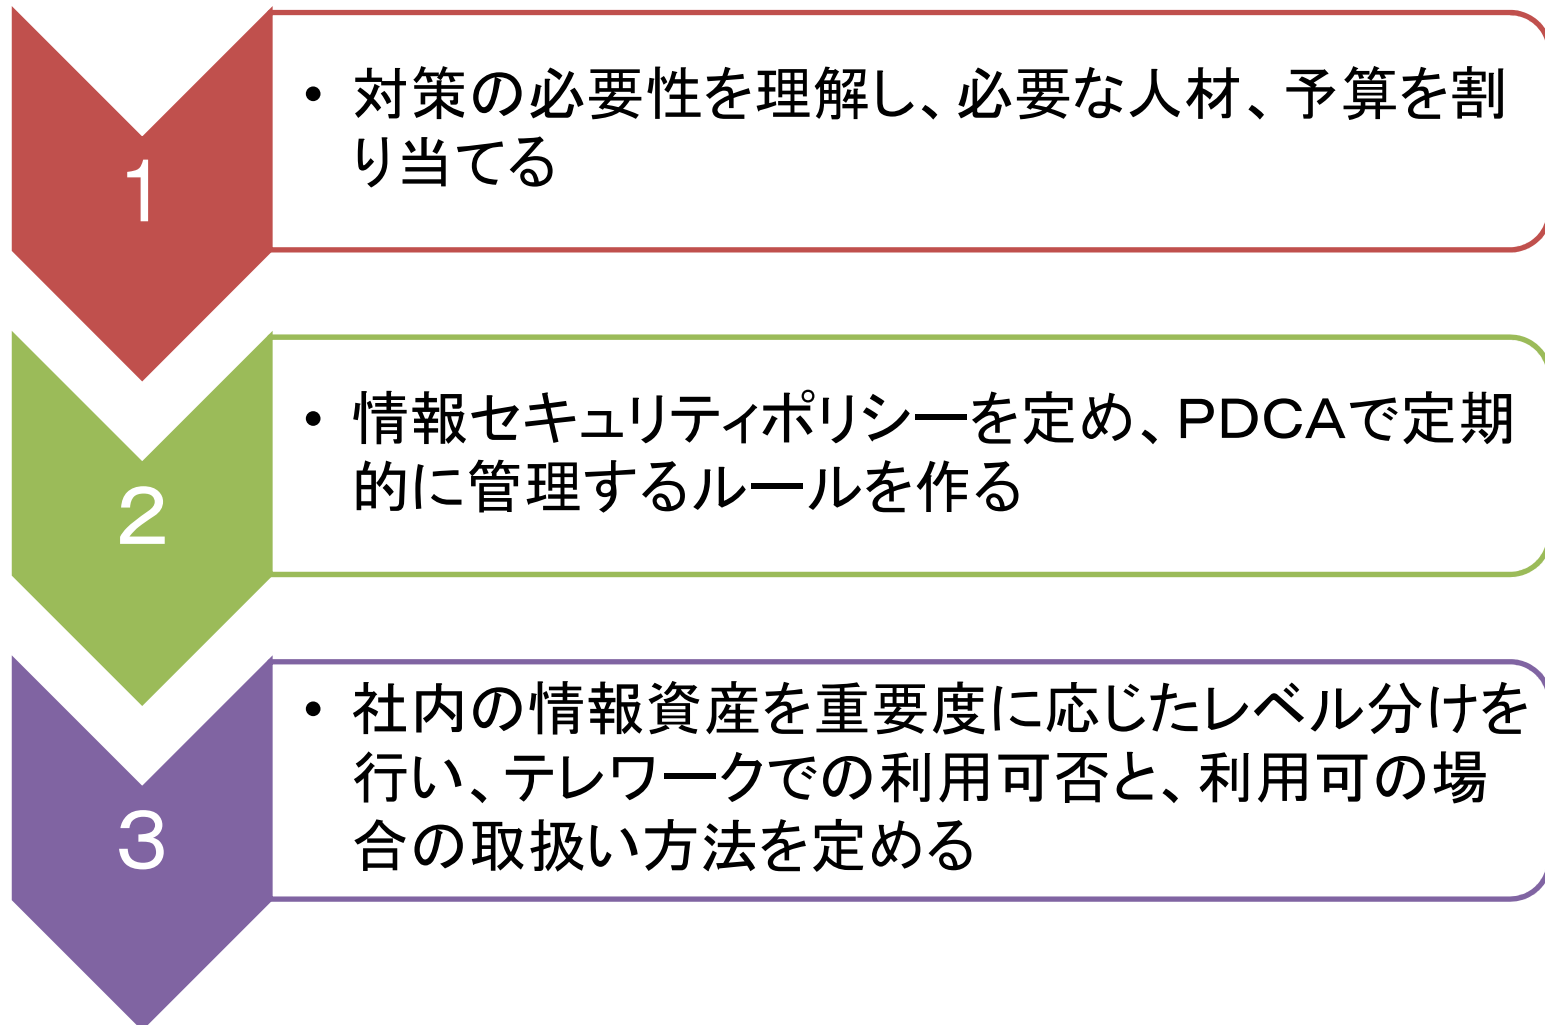 1
• 対策の必要性を理解し、必要な人材、予算を割
り当てる
2
• 情報セキュリティポリシーを定め、PDCAで定期
的に管理するルールを作る
3
• 社内の情報資産を重要度に応じたレベル分けを
行い、テレワークでの利用可否と、利用可の場
合の取扱い方法を定める